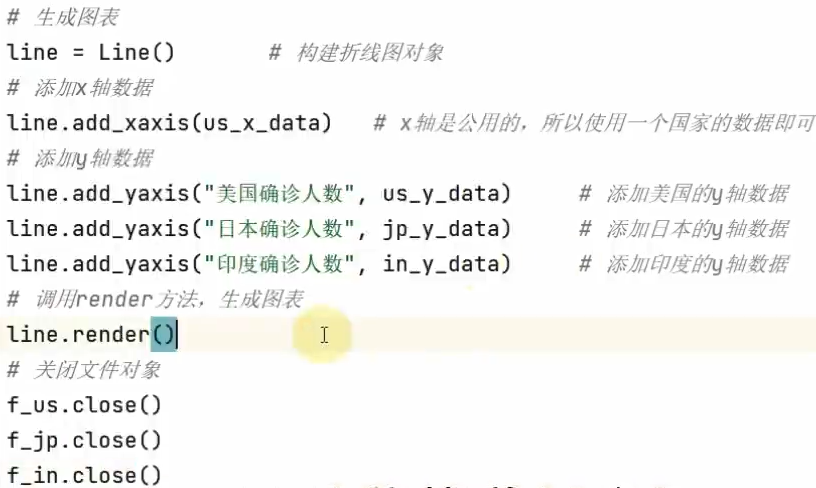 # 生成图表
line = Line()        # 构建折线图对象
# 添加x轴数据
line.add_xaxis(us_x_data)   # x轴是公用的，所以使用一个国家的数据即可
# 添加y轴数据
line.add_yaxis("美国确诊人数", us_y_data)     # 添加美国的y轴数据
line.add_yaxis("日本确诊人数", jp_y_data)     # 添加日本的y轴数据
line.add_yaxis("印度确诊人数", in_y_data)     # 添加印度的y轴数据
# 调用render方法，生成图表
line.render()
# 关闭文件对象
f_us.close()
f_jp.close()
f_in.close()